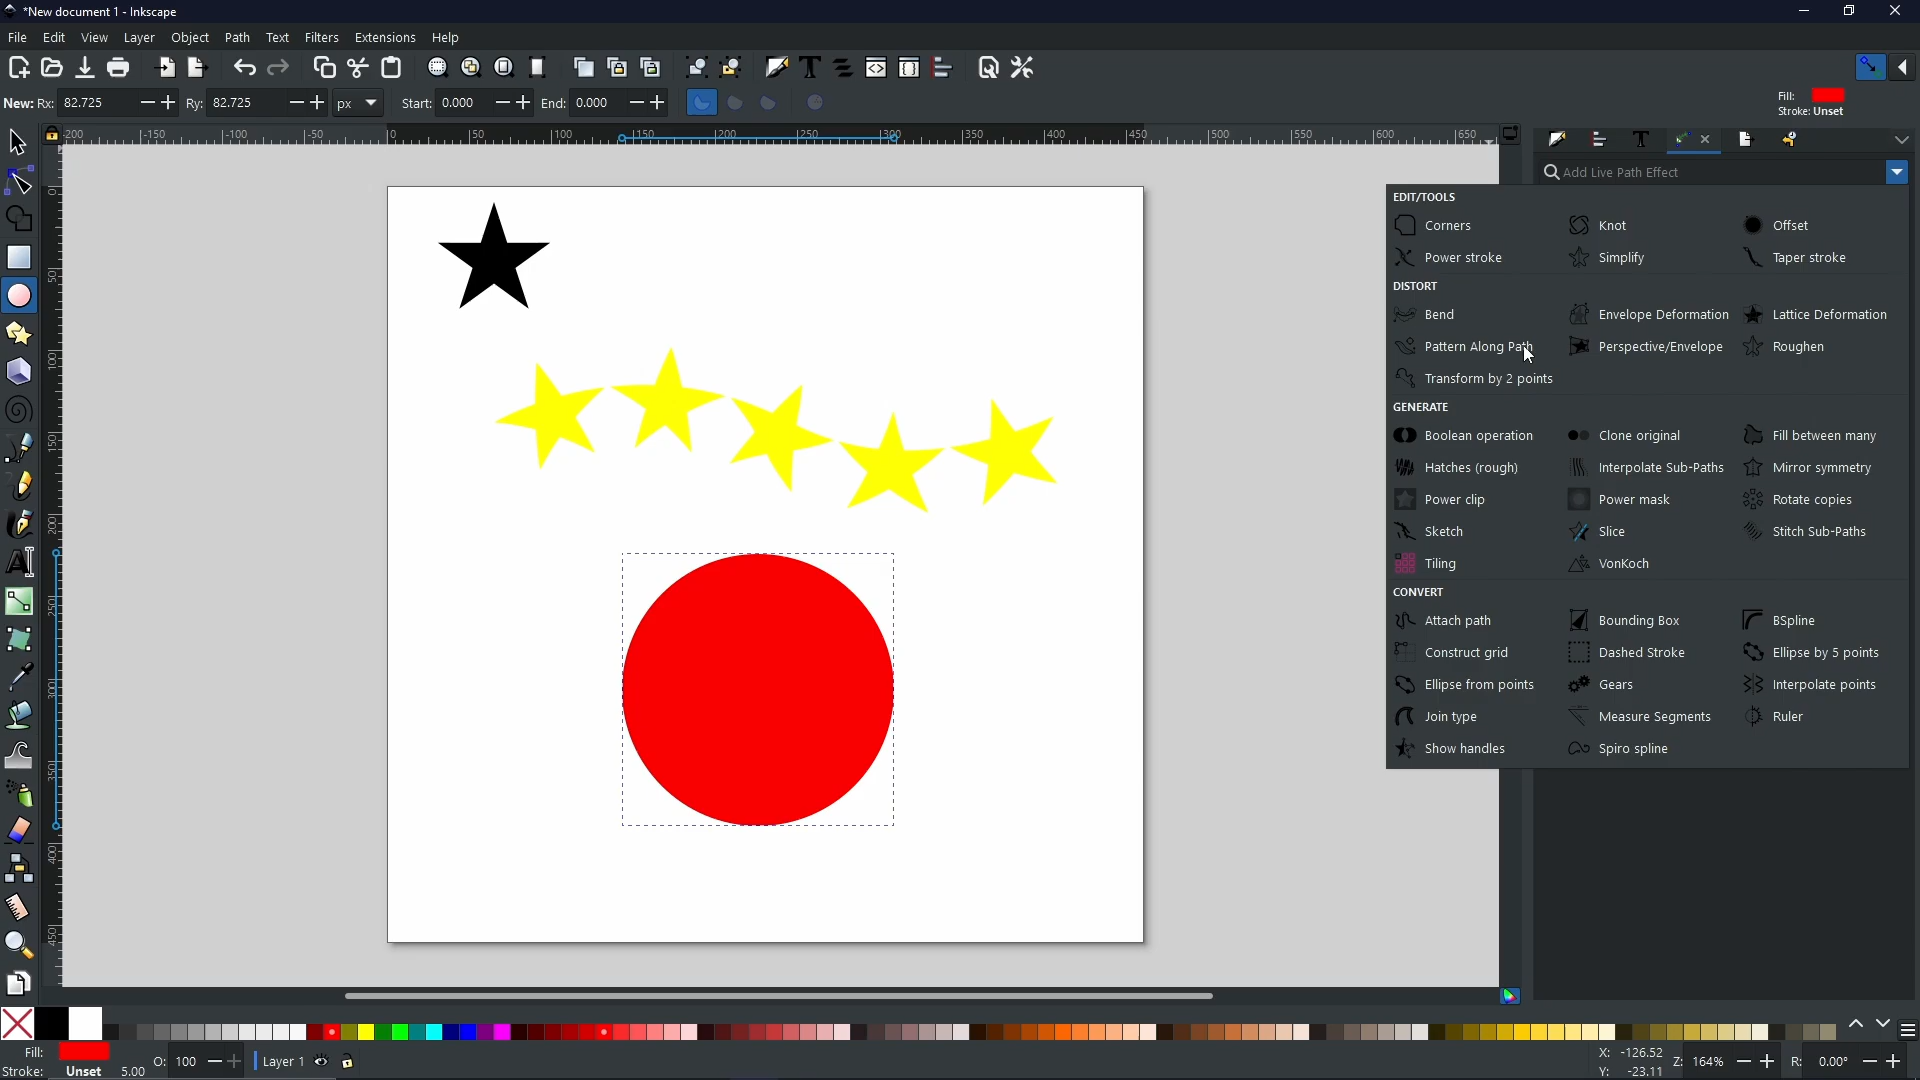 *New document 1 - Inkscape
File Edit View Layer Object Path Text Filters Extensions Help
New: Rx: 82.725 Ry: 82.725 px Start: 0.000 End: 0.000
Fill:
Stroke: Unset
Add Live Path Effect
EDIT/TOOLS
Corners Knot Offset
Power stroke Simplify Taper stroke
DISTORT
Bend Envelope Deformation Lattice Deformation
Pattern Along Path Perspective/Envelope Roughen
Transform by 2 points
GENERATE
Boolean operation Clone original Fill between many
Hatches (rough) Interpolate Sub-Paths Mirror symmetry
Power clip Power mask Rotate copies
Sketch Slice Stitch Sub-Paths
Tiling VonKoch
CONVERT
Attach path Bounding Box BSpline
Construct grid Dashed Stroke Ellipse by 5 points
Ellipse from points Gears Interpolate points
Join type Measure Segments Ruler
Show handles Spiro spline
Fill: O: 100 Layer 1 X: -126.52 Z: 164% R: 0.00°
Stroke: Unset 5.00 Y: -23.11